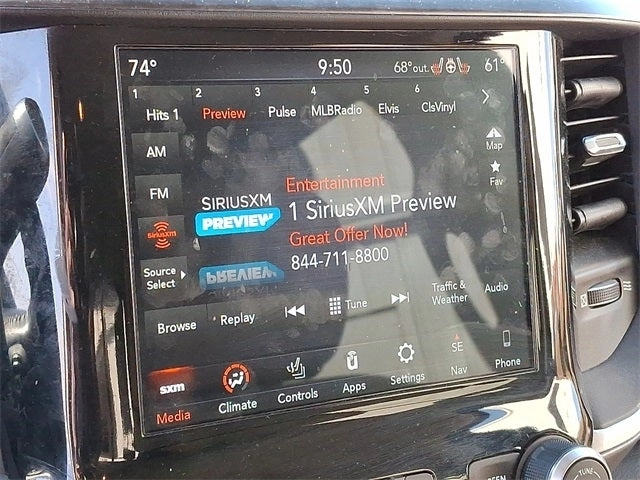 74° 9:50 68° out. 61°
1 2 3 4 5 6
Hits 1 Preview Pulse MLBRadio Elvis ClsVinyl
AM
Map
FM
Fav
SIRIUSXM
PREVIEW
Entertainment
1 SiriusXM Preview
Great Offer Now!
844-711-8800
SiriusXM
Source
Select
Browse Replay Tune
Traffic &
Weather
Audio
sxm
Media Climate Controls Apps Settings
SE
Nav Phone
TUNE